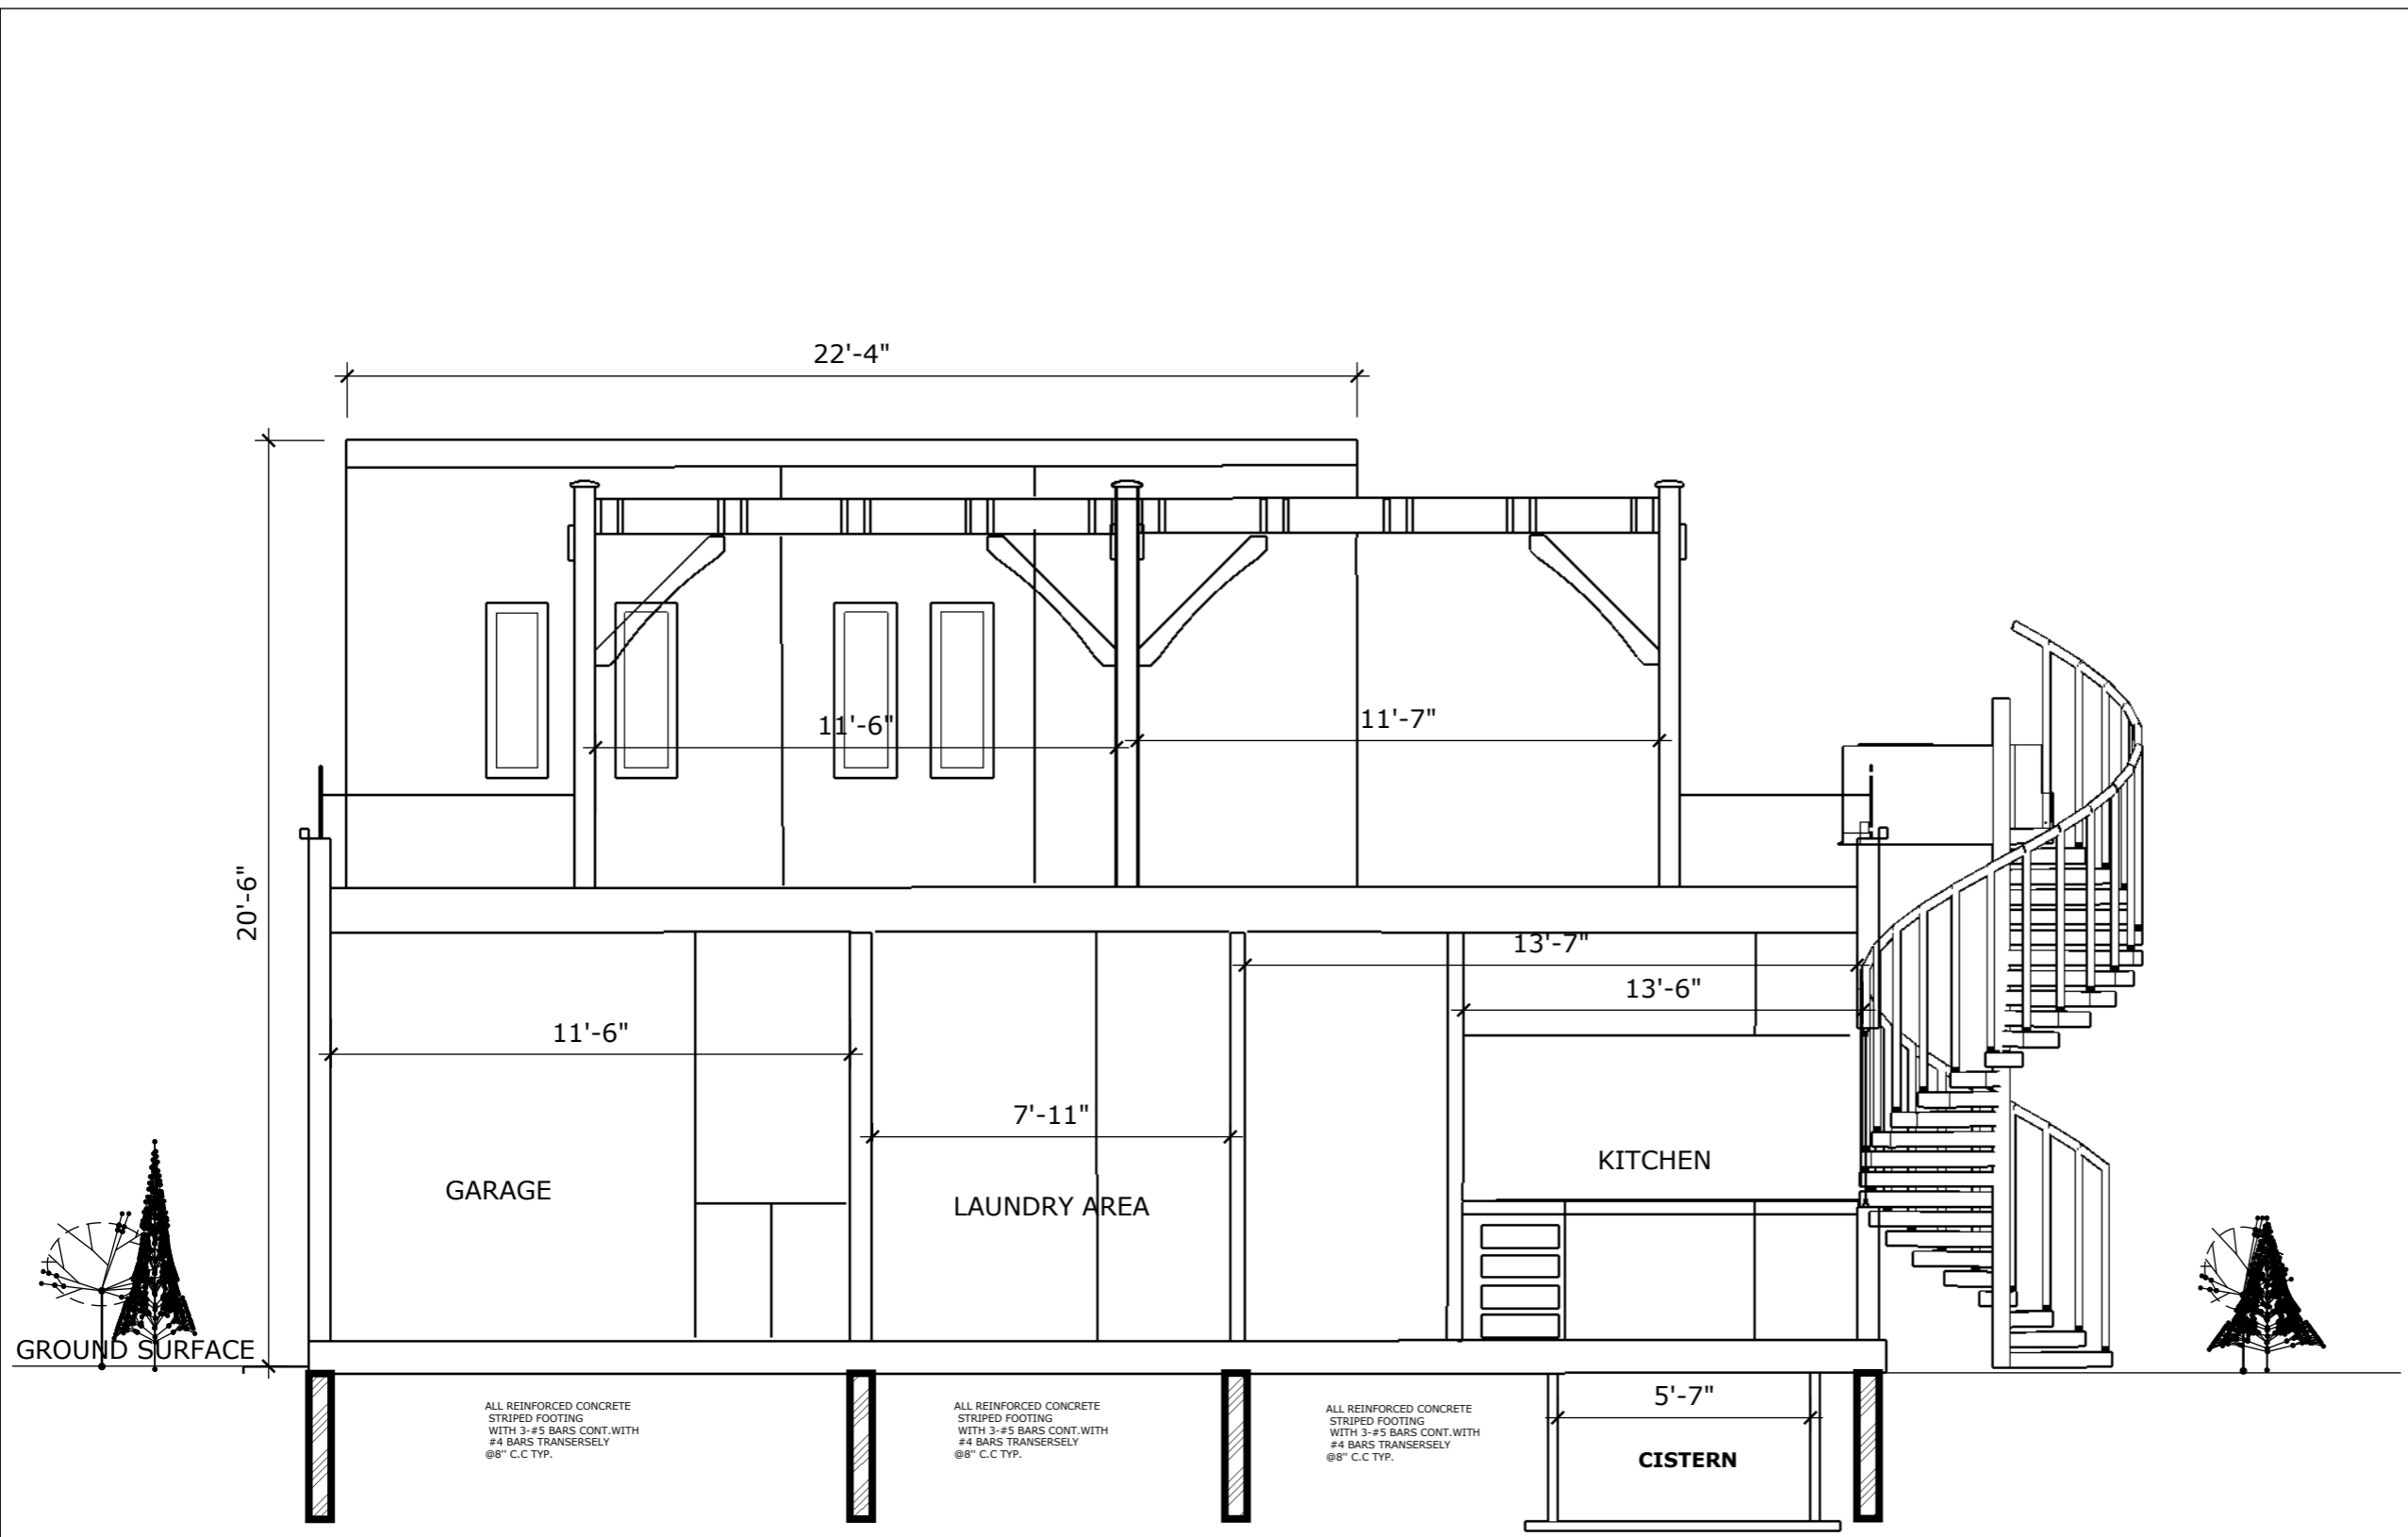 22'-4"
11'-6"
11'-7"
20'-6"
13'-7"
13'-6"
11'-6"
7'-11"
KITCHEN
GARAGE
LAUNDRY AREA
GROUND SURFACE
5'-7"
CISTERN
ALL REINFORCED CONCRETE
STRIPED FOOTING
WITH 3-#5 BARS CONT.WITH
#4 BARS TRANSERSELY
@8" C.C TYP.
ALL REINFORCED CONCRETE
STRIPED FOOTING
WITH 3-#5 BARS CONT.WITH
#4 BARS TRANSERSELY
@8" C.C TYP.
ALL REINFORCED CONCRETE
STRIPED FOOTING
WITH 3-#5 BARS CONT.WITH
#4 BARS TRANSERSELY
@8" C.C TYP.